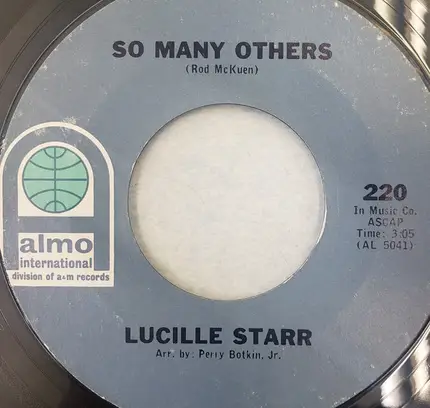 SO MANY OTHERS
(Rod McKuen)
220
In Music Co.
ASCAP
Time: 3:05
(AL 5041)
almo
international
division of a&m records
LUCILLE STARR
Arr. by: Perry Botkin, Jr.